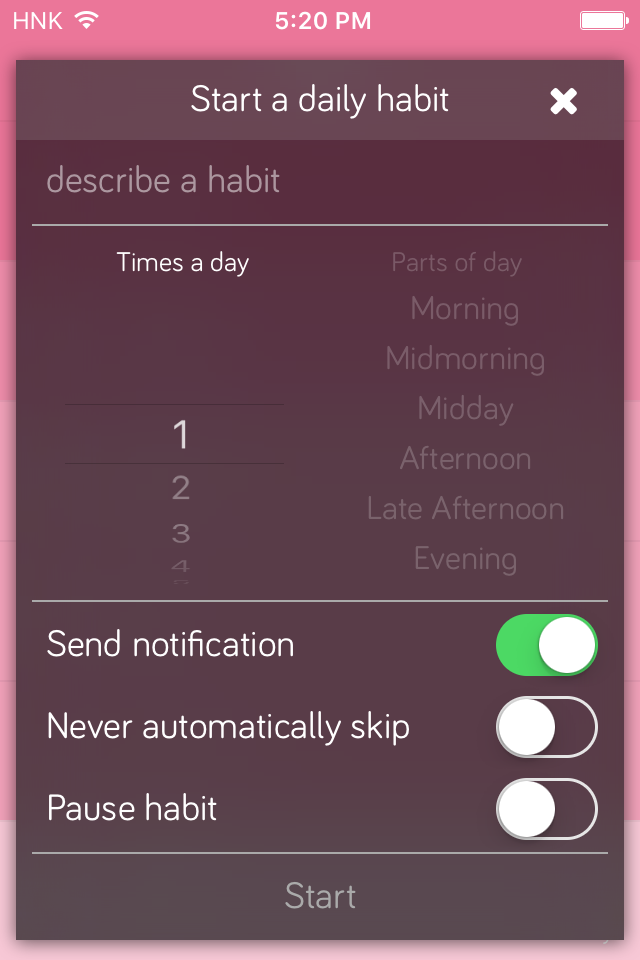 HNK 5:20 PM
Start a daily habit
describe a habit
Times a day
Parts of day
1
2
3
4
Morning
Midmorning
Midday
Afternoon
Late Afternoon
Evening
Send notification
Never automatically skip
Pause habit
Start